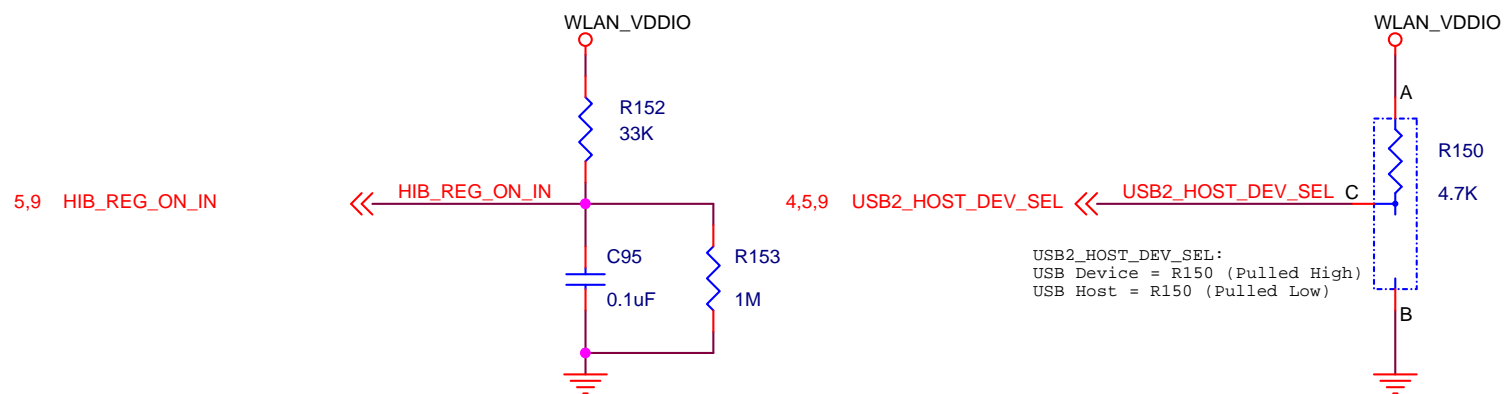 WLAN_VDDIO
R152
33K
5,9 HIB_REG_ON_IN
HIB_REG_ON_IN
C95
0.1uF
R153
1M
WLAN_VDDIO
A
R150
4.7K
4,5,9 USB2_HOST_DEV_SEL
USB2_HOST_DEV_SEL
C
USB2_HOST_DEV_SEL:
USB Device = R150 (Pulled High)
USB Host = R150 (Pulled Low)
B